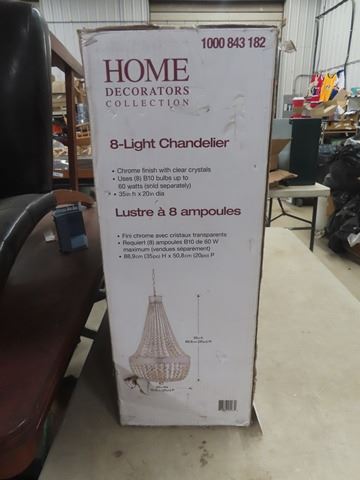 1000 843 182
HOME
DECORATORS
COLLECTION
8-Light Chandelier
• Chrome finish with clear crystals
• Uses (8) B10 bulbs up to
60 watts (sold separately)
• 35in h x 20in dia
Lustre à 8 ampoules
• Fini chrome avec cristaux transparents
• Requiert (8) ampoules B10 de 60 W
maximum (vendues séparément)
• 88,9cm (35po) H x 50,8cm (20po) P